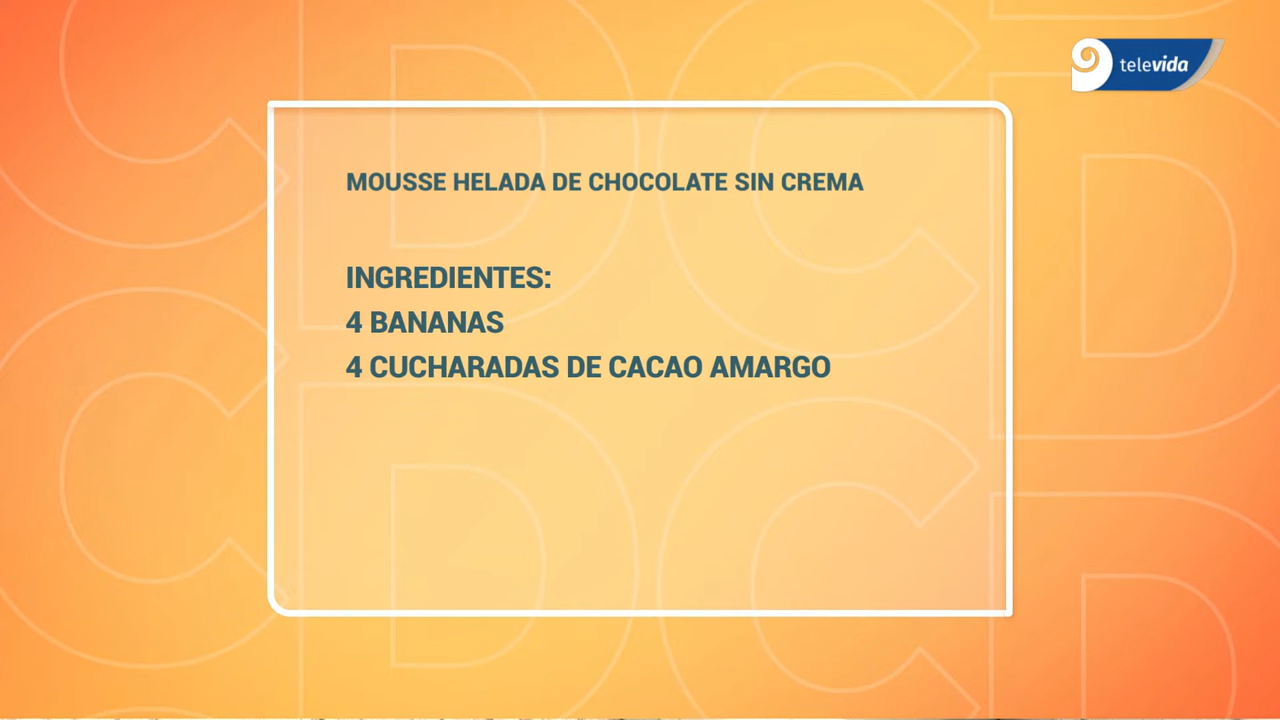 televida
MOUSSE HELADA DE CHOCOLATE SIN CREMA
INGREDIENTES:
4 BANANAS
4 CUCHARADAS DE CACAO AMARGO